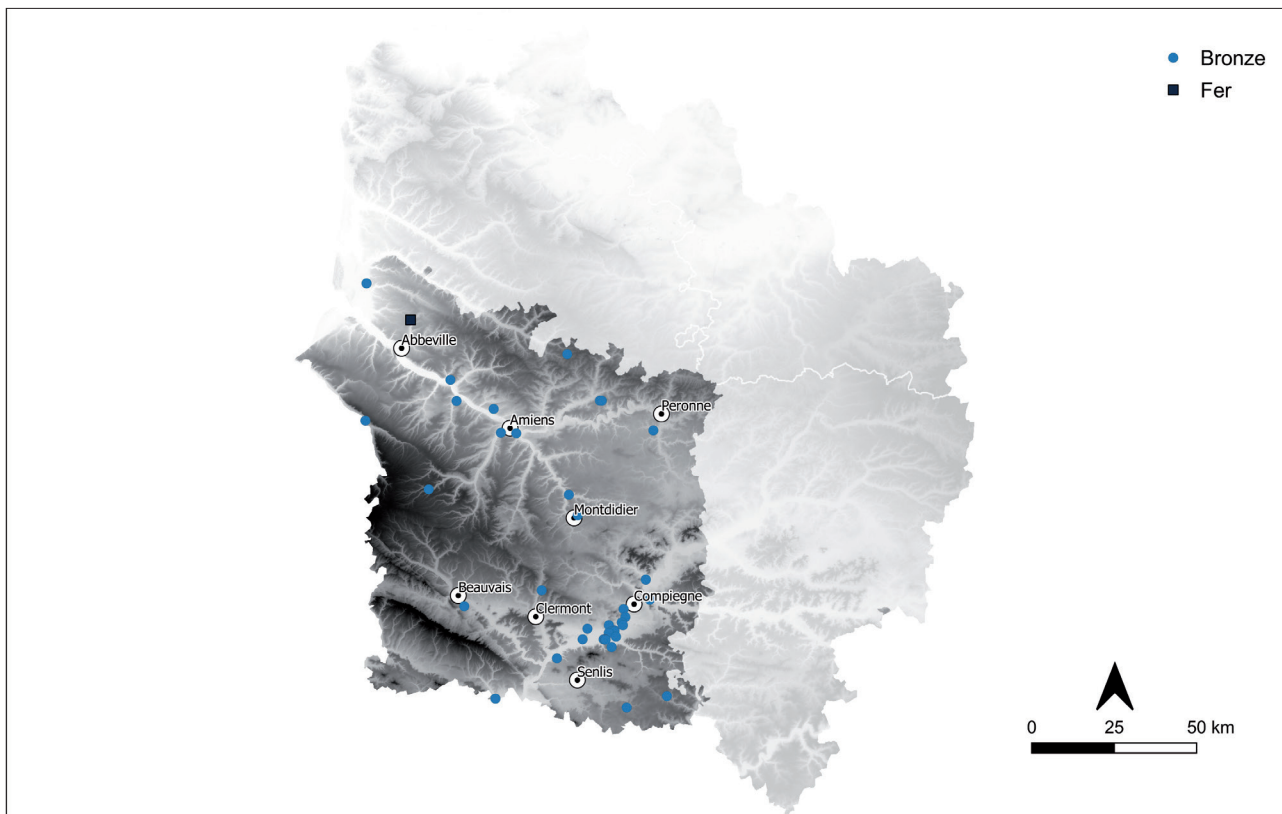 Bronze
Fer
Abbeville
Peronne
Amiens
Montdidier
Beauvais
Compiegne
Clermont
Senlis
0 25 50 km